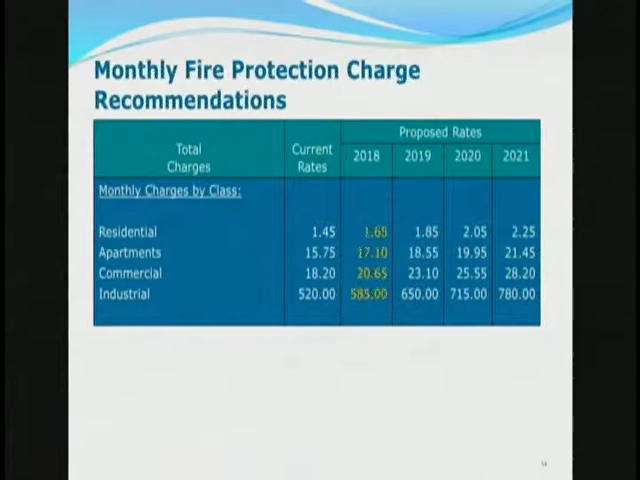 Monthly Fire Protection Charge
Recommendations
Total
Charges
Current
Rates
Proposed Rates
2018 2019 2020 2021
Monthly Charges by Class:
Residential 1.45 1.65 1.85 2.05 2.25
Apartments 15.75 17.10 18.55 19.95 21.45
Commercial 18.20 20.65 23.10 25.55 28.20
Industrial 520.00 585.00 650.00 715.00 780.00